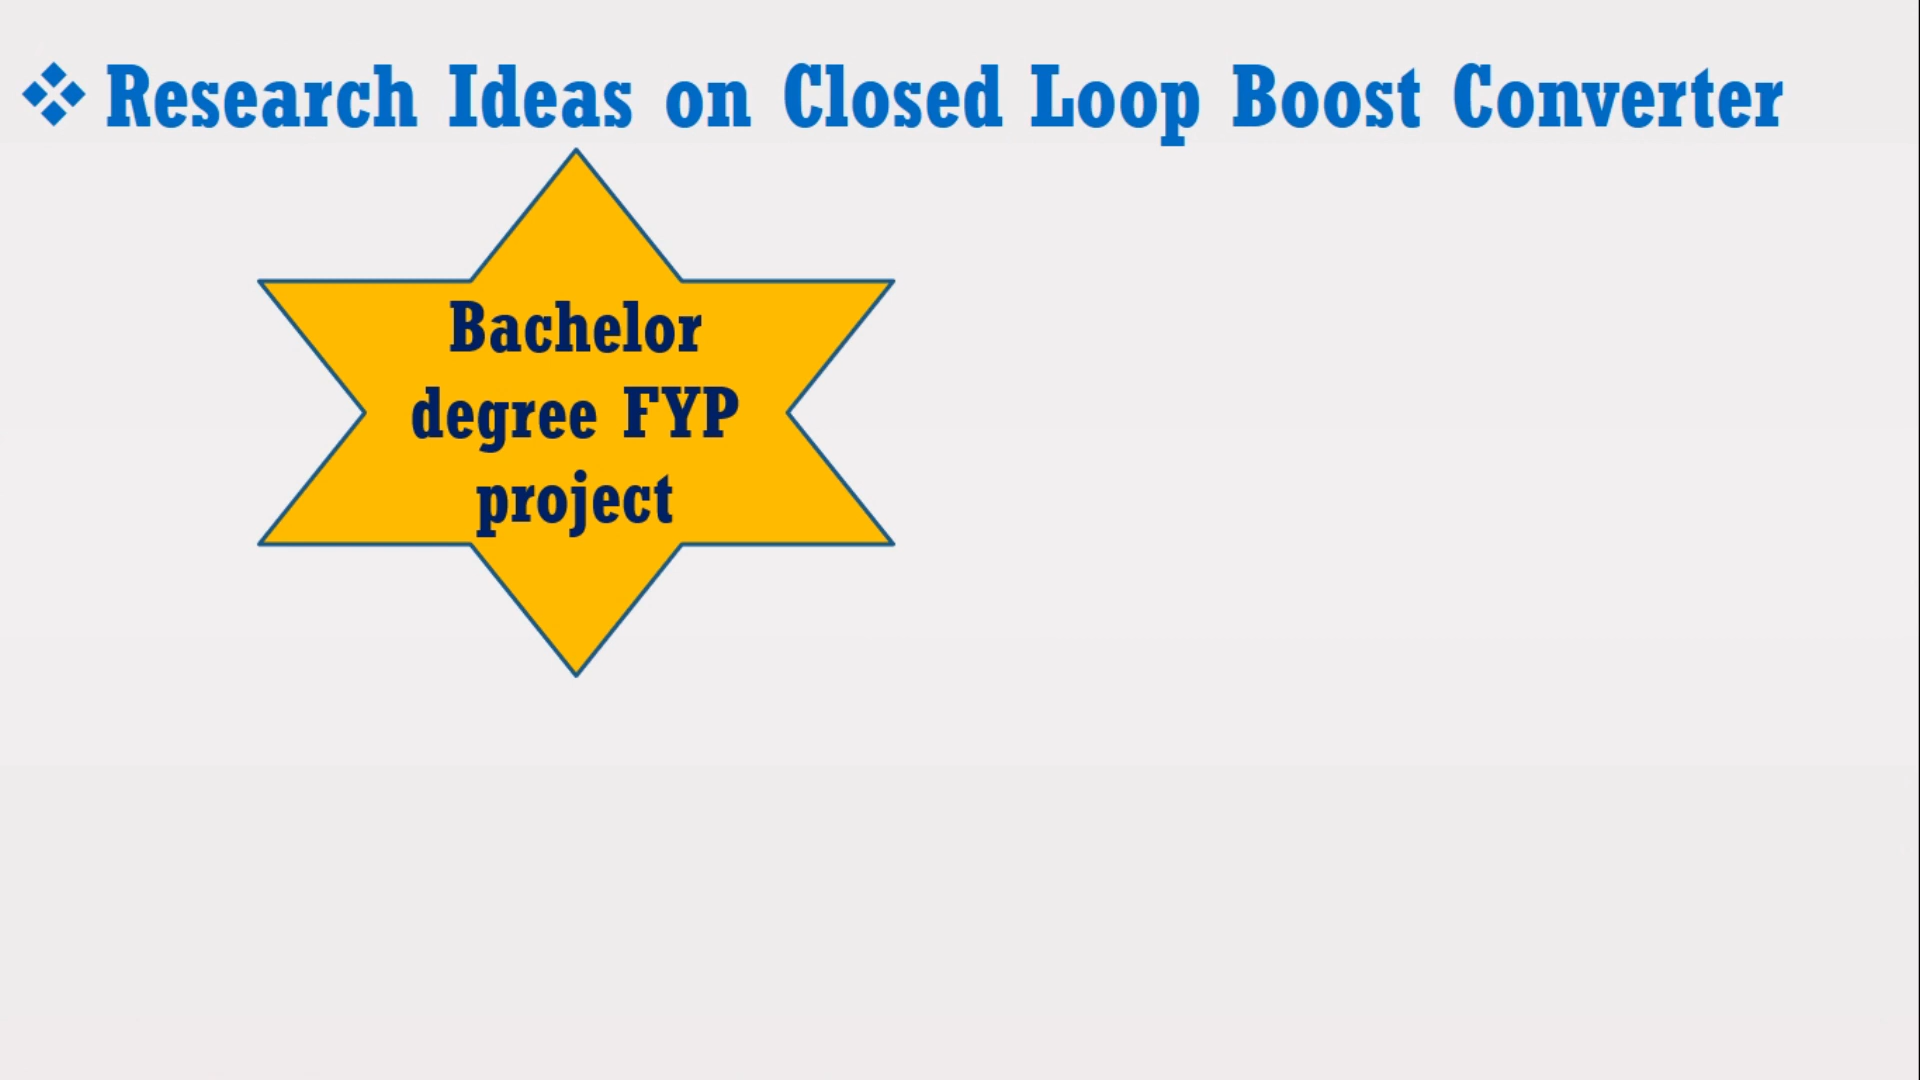 Research Ideas on Closed Loop Boost Converter
Bachelor
degree FYP
project